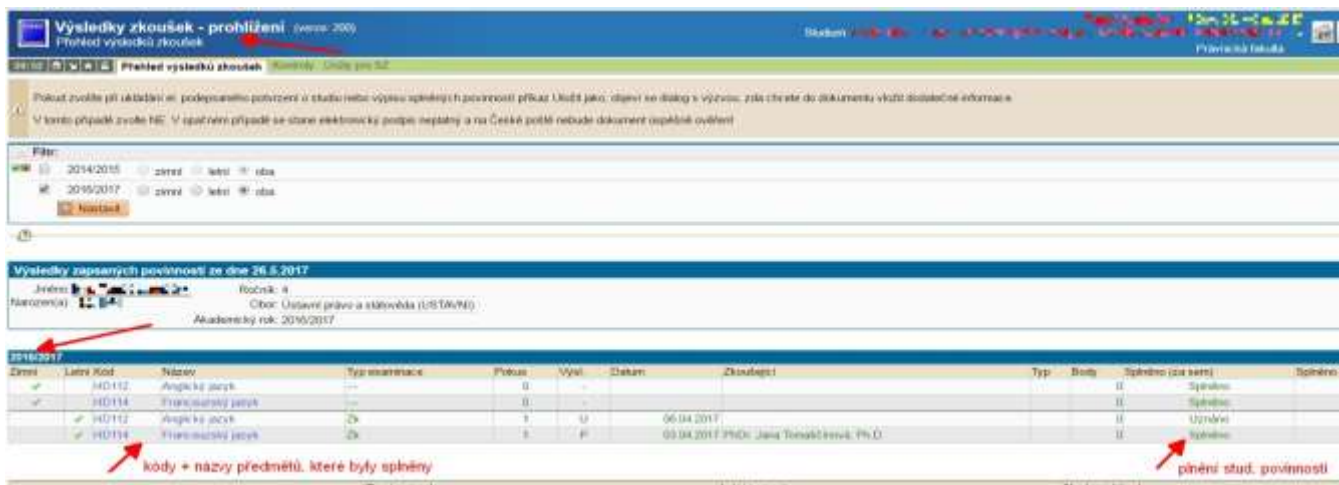 Výsledky zkoušek - prohlížení (verze: 200)
Přehled výsledků zkoušek
Studium
Právnická fakulta
Přehled výsledků zkoušek Kontroly
Pokud zvolíte při ukládání el. podepsaného potvrzení o studiu nebo výpisu splněných povinností příkaz Uložit jako, objeví se dialog s výzvou, zda chcete do dokumentu vložit dodatečné informace.
V tomto případě zvolte NE. V opačném případě se stane elektronický podpis neplatný a na České poště nebude dokument úspěšně ověřen!
Filtr:
2014/2015 zimní letní oba
2016/2017 zimní letní oba
Nastavit
Výsledky zapsaných povinností ze dne 26.5.2017
Jméno: Ročník: 4
Narozen(a): Obor: Ústavní právo a státověda (USTAVNI)
Akademický rok: 2016/2017
2016/2017
Zimní Letní Kód Název Typ examinace Pokus Výsl. Datum Zkoušející Typ Body Splněno (za sem) Splněno
HD112 Anglický jazyk --- 0 - 0 Splněno
HD114 Francouzský jazyk --- 0 - 0 Splněno
HD112 Anglický jazyk Zk 1 U 06.04.2017 0 Uznáno
HD114 Francouzský jazyk Zk 1 P 03.04.2017 PhDr. Jana Tomaščínová, Ph.D. 0 Splněno
kódy + názvy předmětů, které byly splněny
plnění stud. povinností